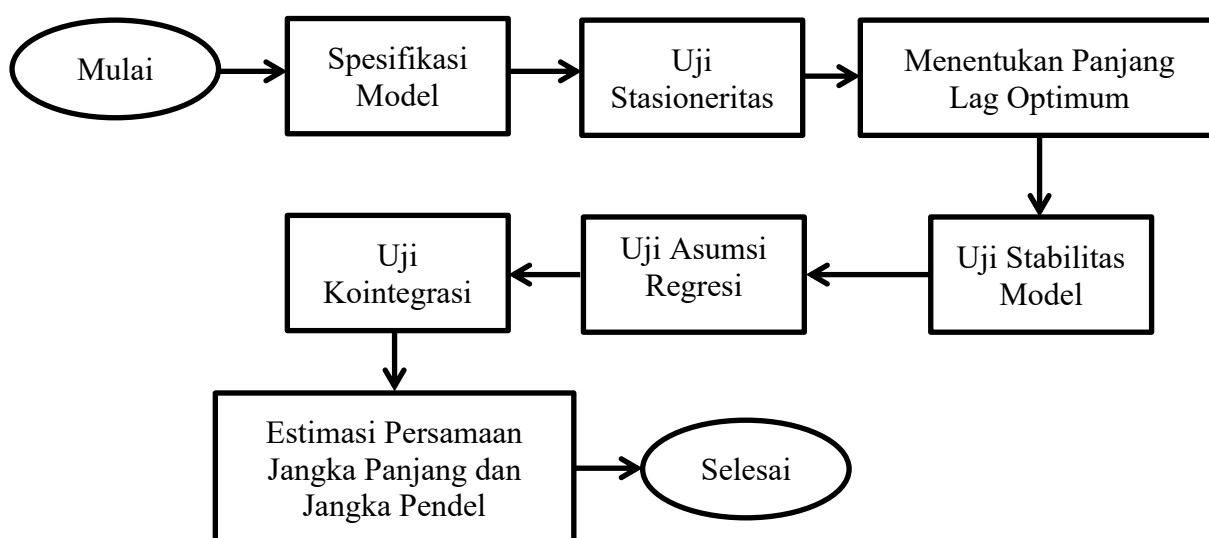 Mulai
Spesifikasi
Model
Uji
Stasioneritas
Menentukan Panjang
Lag Optimum
Uji Stabilitas
Model
Uji Asumsi
Regresi
Uji
Kointegrasi
Estimasi Persamaan
Jangka Panjang dan
Jangka Pendel
Selesai